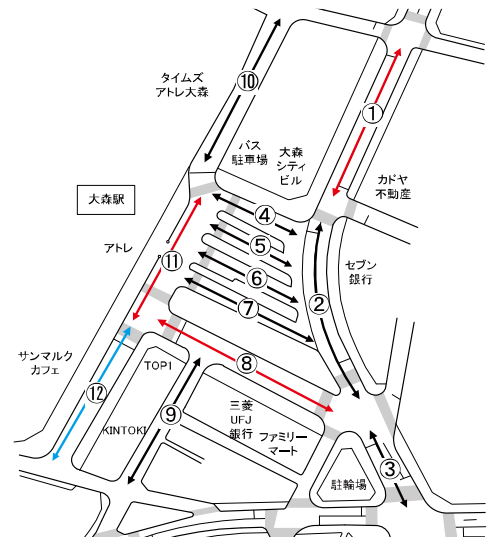 ⑩
タイムズ
アトレ大森
①
バス
駐車場
大森
シティ
ビル
カドヤ
不動産
大森駅
④
アトレ
⑤
⑪
⑥
セブン
銀行
②
⑦
サンマルク
カフェ
TOP1
⑧
⑫
⑨
三菱
UFJ
銀行
KINTOKI
ファミリー
マート
③
駐輪場